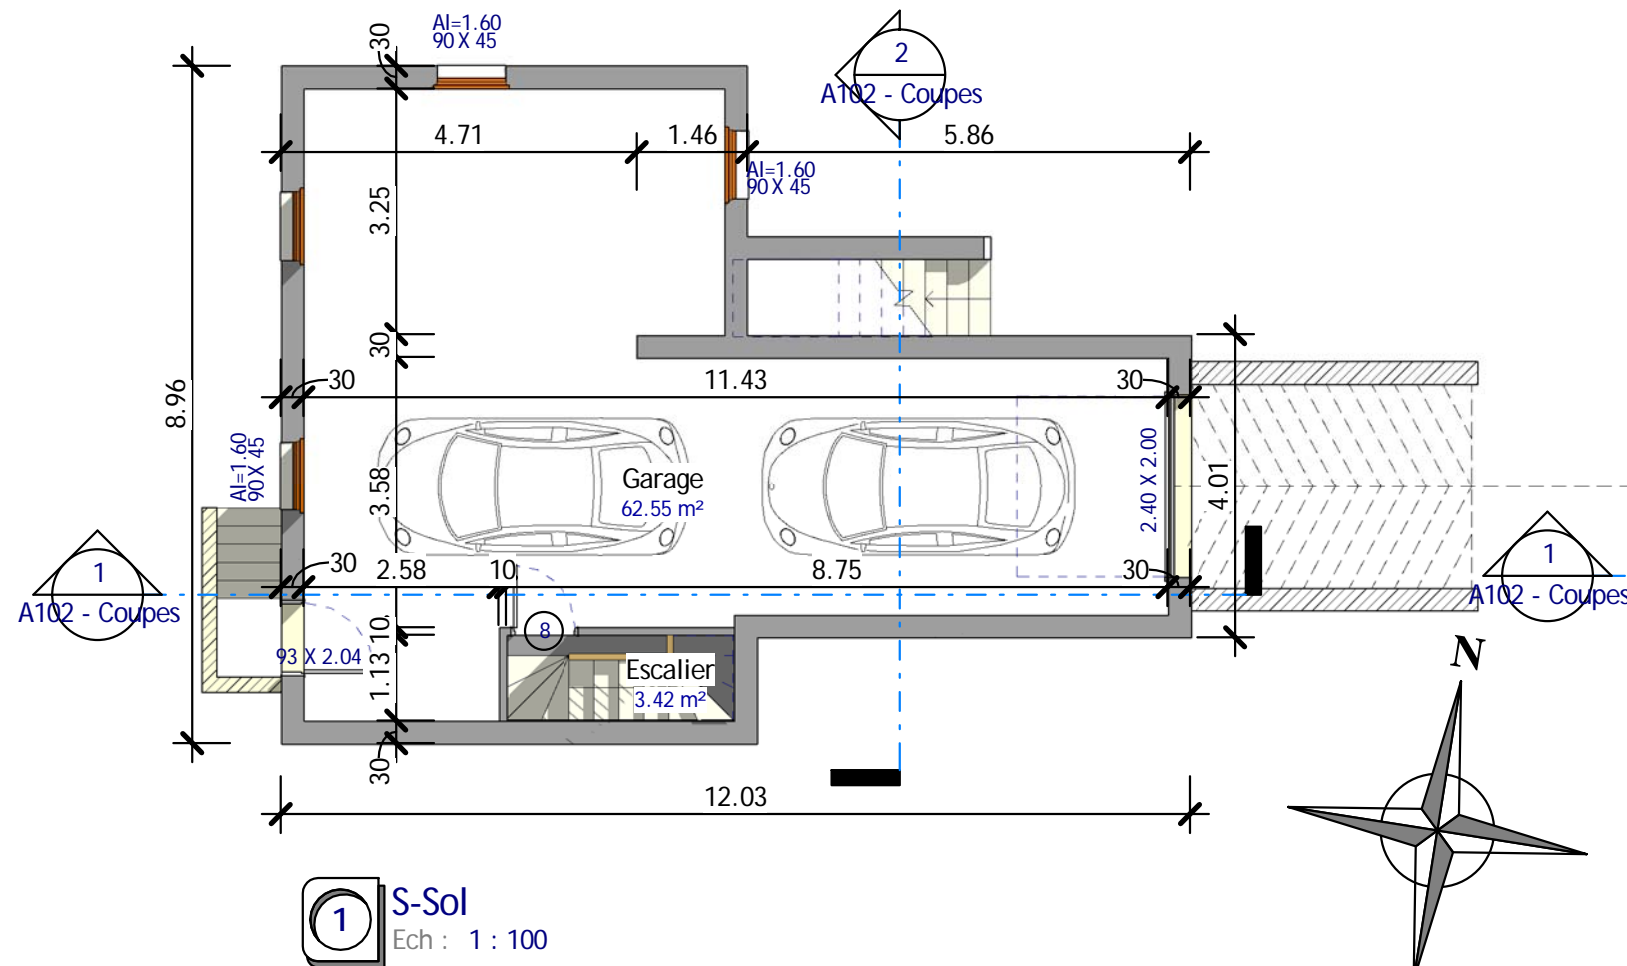 30
AI=1.60
90 X 45
2
A102 - Coupes
4.71
1.46
5.86
AI=1.60
90 X 45
3.25
30
30
11.43
30
8.96
AI=1.60
90 X 45
3.58
Garage
62.55 m²
2.40 X 2.00
4.01
1
A102 - Coupes
30
2.58
10
8.75
30
1
A102 - Coupes
10
8
93 X 2.04
1.13
Escalier
3.42 m²
N
30
12.03
1
S-Sol
Ech : 1 : 100